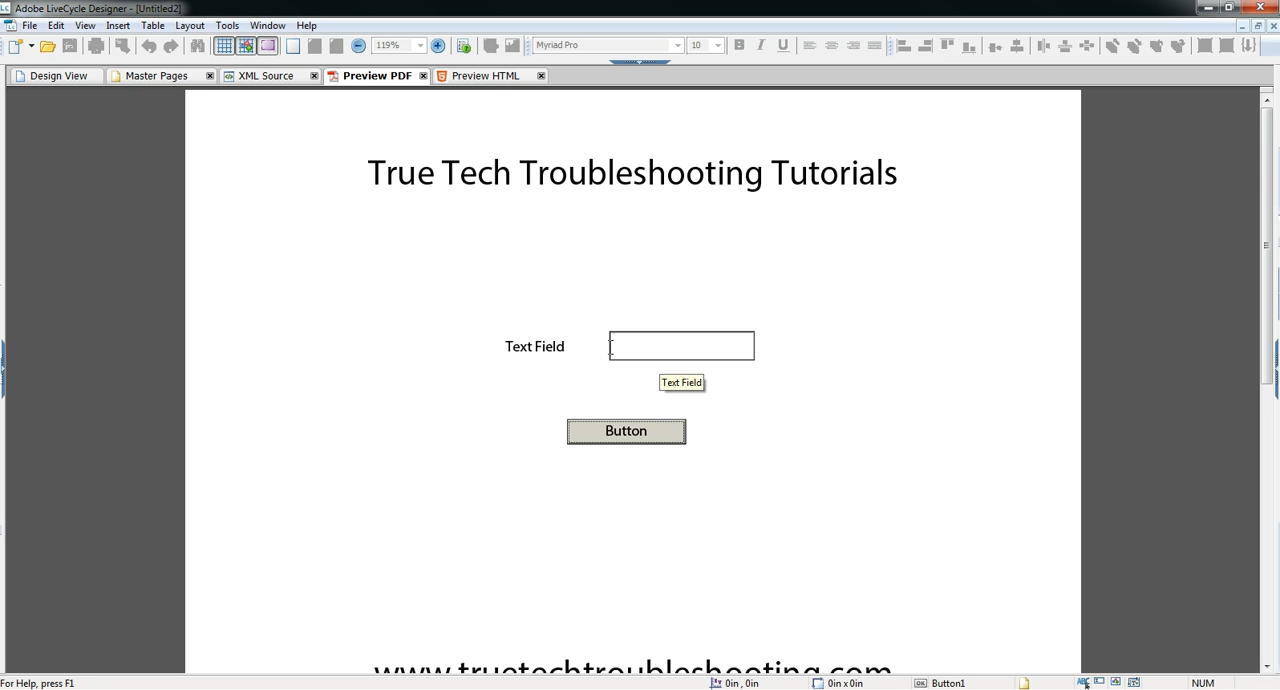 Adobe LiveCycle Designer - [Untitled2]
File Edit View Insert Table Layout Tools Window Help
119% Myriad Pro 10 B I U
Design View Master Pages XML Source Preview PDF Preview HTML
True Tech Troubleshooting Tutorials
Text Field
Text Field
Button
www.truetechtroubleshooting.com
For Help, press F1 0in , 0in 0in x 0in Button1 NUM